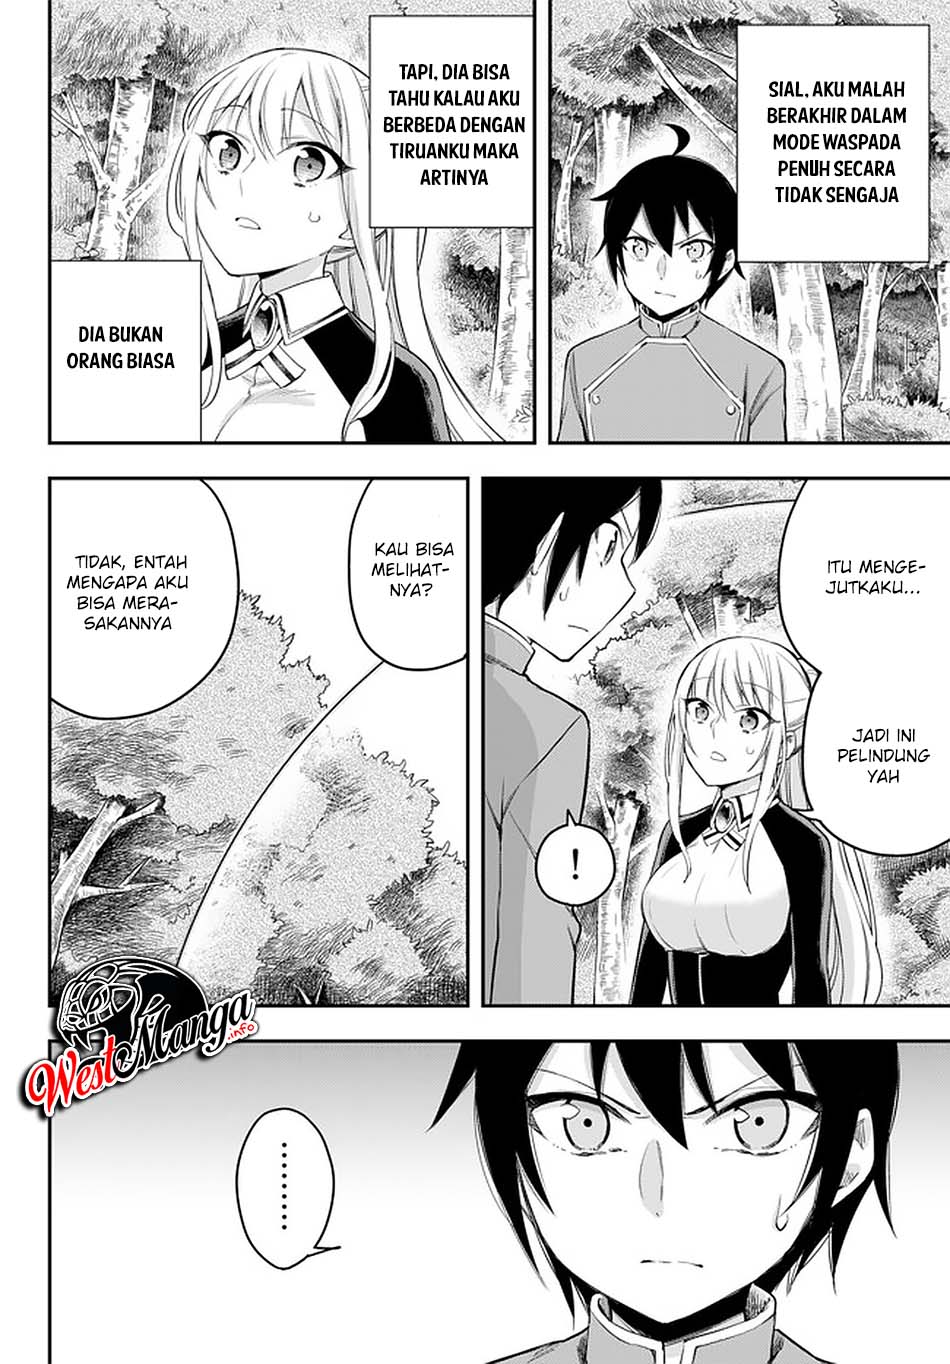 SIAL, AKU MALAH
BERAKHIR DALAM
MODE WASPADA
PENUH SECARA
TIDAK SENGAJA
TAPI, DIA BISA
TAHU KALAU AKU
BERBEDA DENGAN
TIRUANKU MAKA
ARTINYA
DIA BUKAN
ORANG BIASA
ITU MENGE-
JUTKAKU...
JADI INI
PELINDUNG
YAH
!
KAU BISA
MELIHAT-
NYA?
TIDAK, ENTAH
MENGAPA AKU
BISA MERA-
SAKANNYA
WestManga
.info
.........